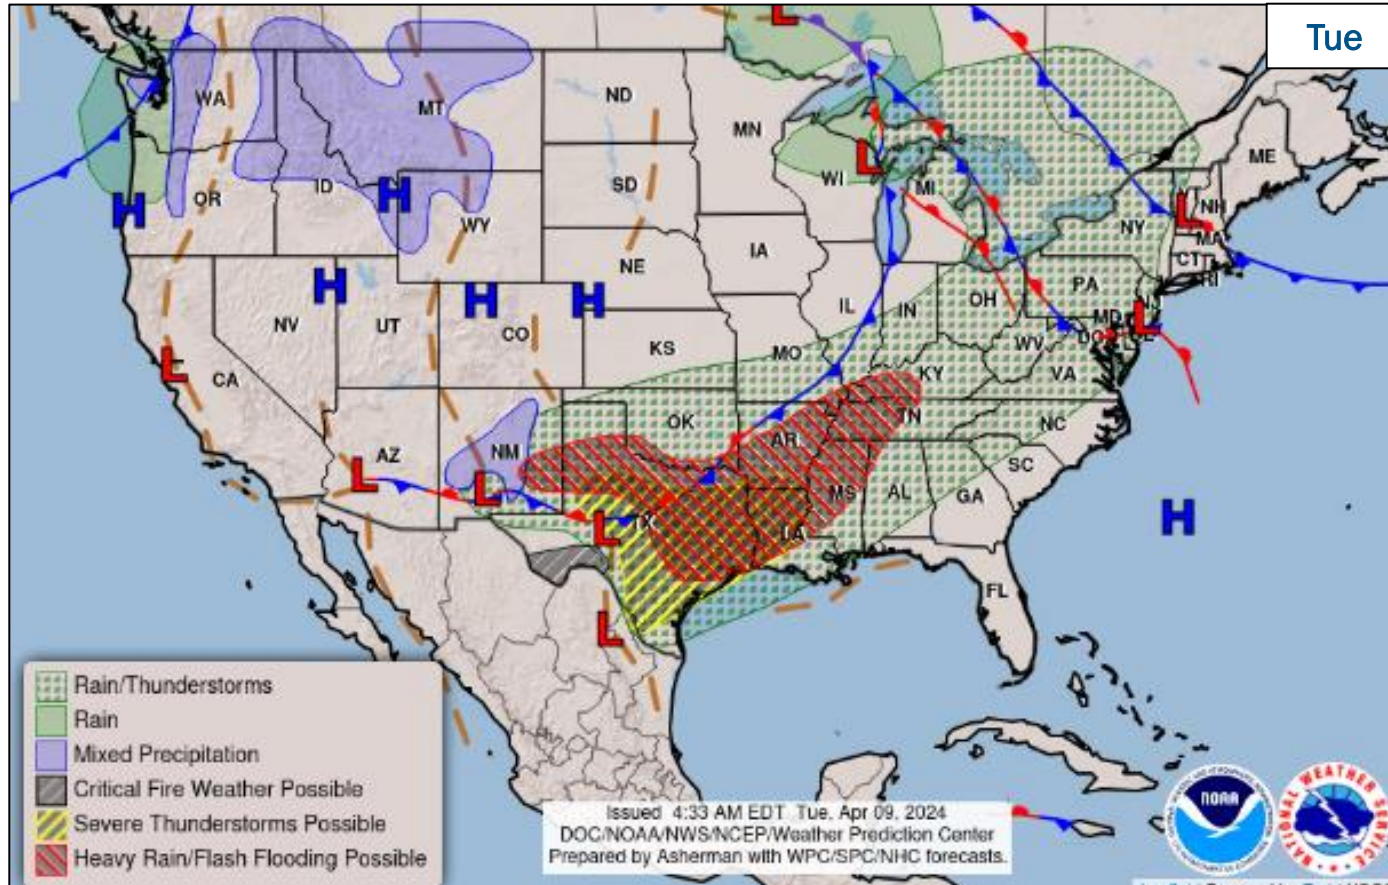 Tue
WA
MT
ND
MN
ME
OR
ID
H
H
SD
WI
L
L
MI
VT
NH
L
NY
MA
CT
RI
WY
NE
IA
PA
H
H
H
NV
UT
CO
IL
IN
OH
MD
L
DC
DE
L
CA
KS
MO
WV
KY
VA
OK
AR
TN
NC
AZ
NM
SC
L
L
MS
AL
GA
H
L
TX
LA
FL
L
Rain/Thunderstorms
Rain
Mixed Precipitation
Critical Fire Weather Possible
Severe Thunderstorms Possible
Heavy Rain/Flash Flooding Possible
Issued 4:33 AM EDT Tue, Apr 09, 2024
DOC/NOAA/NWS/NCEP/Weather Prediction Center
Prepared by Asherman with WPC/SPC/NHC forecasts.
NOAA
NATIONAL WEATHER SERVICE